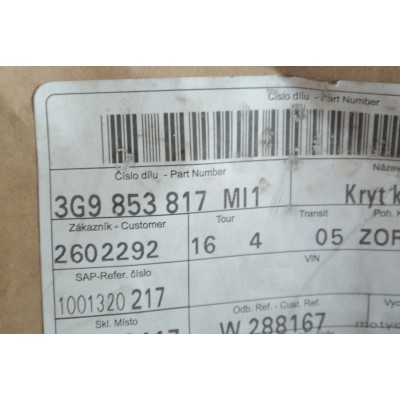 Číslo dílu - Part Number
Číslo dílu - Part Number
3G9 853 817 MI1
Kryt
Zákazník - Customer
Tour
Transit
Poh.
2602292
16 4
05
SAP-Refer. číslo
VIN
1001320 217
Skl. Místo
Odb. Ref. - Cust. Ref.
W 288167